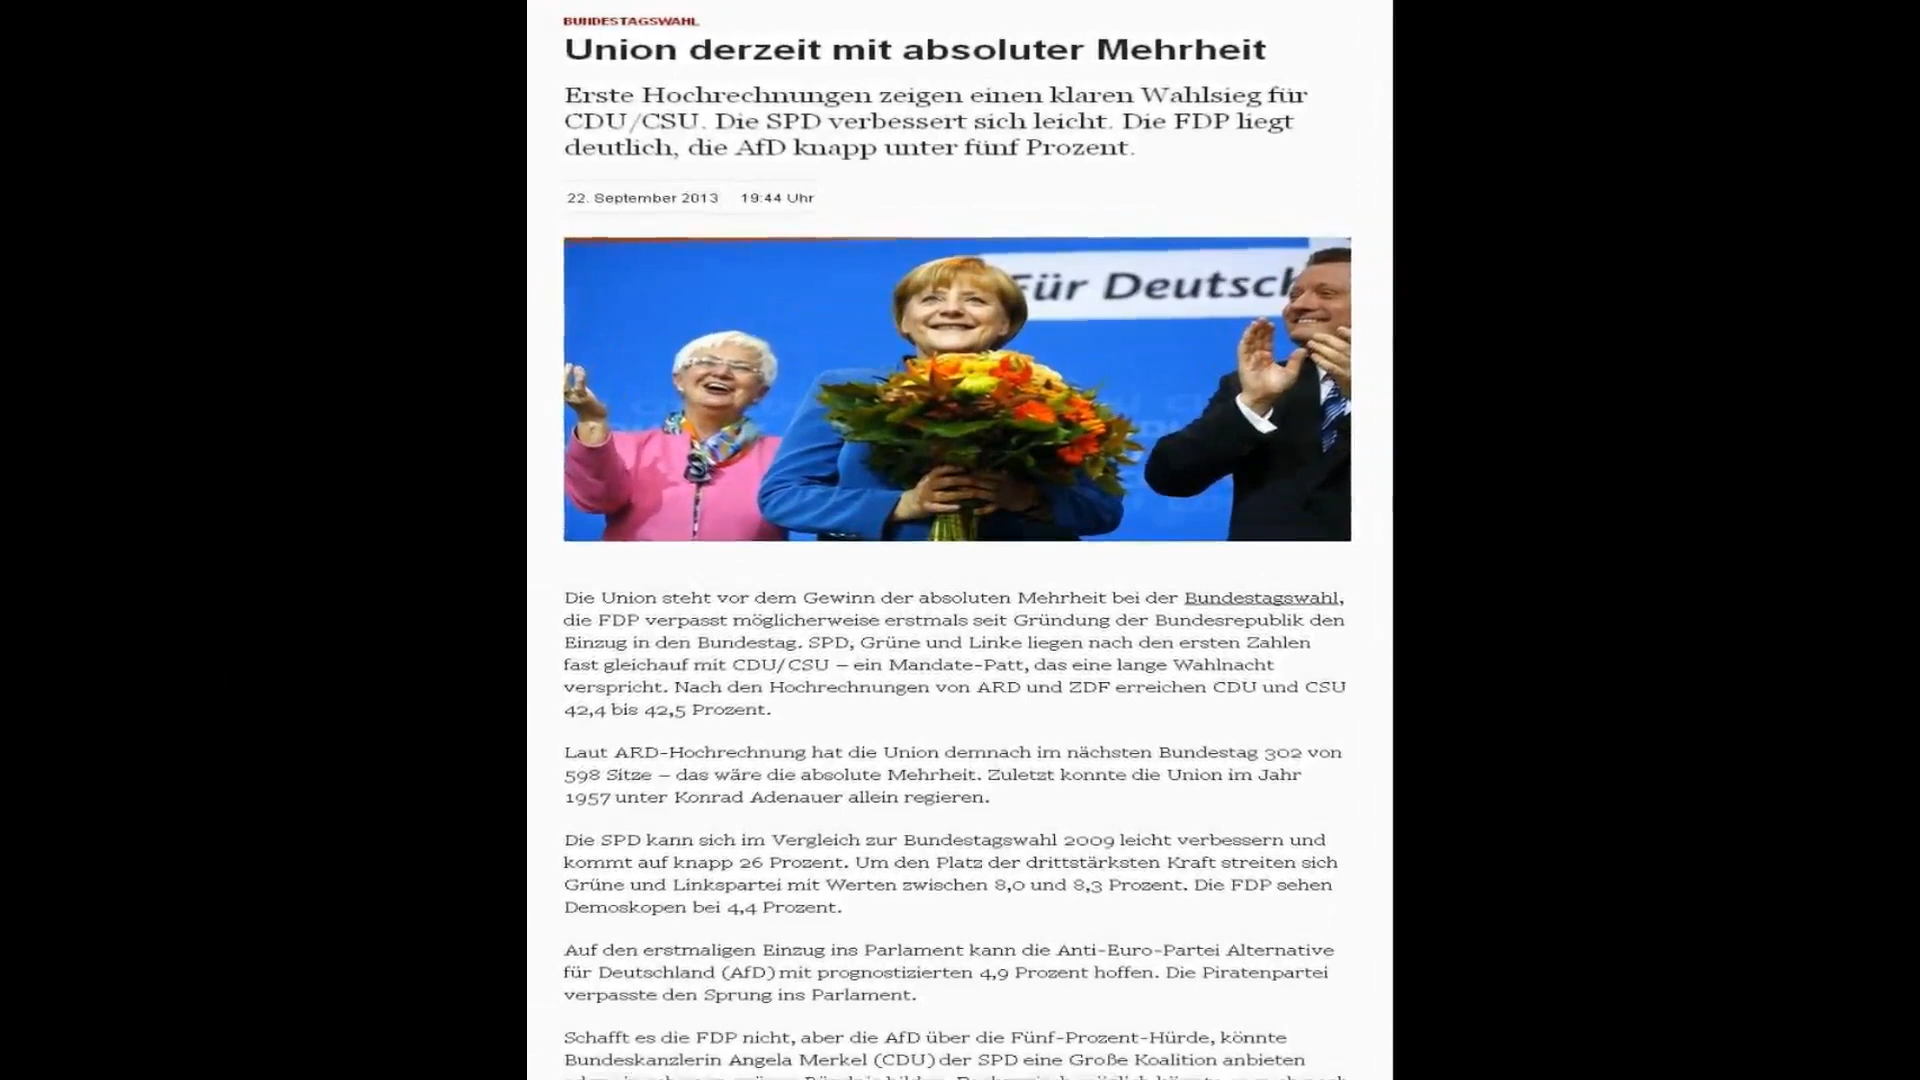 BUNDESTAGSWAHL
Union derzeit mit absoluter Mehrheit
Erste Hochrechnungen zeigen einen klaren Wahlsieg für
CDU/CSU. Die SPD verbessert sich leicht. Die FDP liegt
deutlich, die AfD knapp unter fünf Prozent.
22. September 2013 19:44 Uhr
Für Deutsch
Die Union steht vor dem Gewinn der absoluten Mehrheit bei der Bundestagswahl,
die FDP verpasst möglicherweise erstmals seit Gründung der Bundesrepublik den
Einzug in den Bundestag. SPD, Grüne und Linke liegen nach den ersten Zahlen
fast gleichauf mit CDU/CSU – ein Mandate-Patt, das eine lange Wahlnacht
verspricht. Nach den Hochrechnungen von ARD und ZDF erreichen CDU und CSU
42,4 bis 42,5 Prozent.
Laut ARD-Hochrechnung hat die Union demnach im nächsten Bundestag 302 von
598 Sitze – das wäre die absolute Mehrheit. Zuletzt konnte die Union im Jahr
1957 unter Konrad Adenauer allein regieren.
Die SPD kann sich im Vergleich zur Bundestagswahl 2009 leicht verbessern und
kommt auf knapp 26 Prozent. Um den Platz der drittstärksten Kraft streiten sich
Grüne und Linkspartei mit Werten zwischen 8,0 und 8,3 Prozent. Die FDP sehen
Demoskopen bei 4,4 Prozent.
Auf den erstmaligen Einzug ins Parlament kann die Anti-Euro-Partei Alternative
für Deutschland (AfD) mit prognostizierten 4,9 Prozent hoffen. Die Piratenpartei
verpasste den Sprung ins Parlament.
Schafft es die FDP nicht, aber die AfD über die Fünf-Prozent-Hürde, könnte
Bundeskanzlerin Angela Merkel (CDU) der SPD eine Große Koalition anbieten